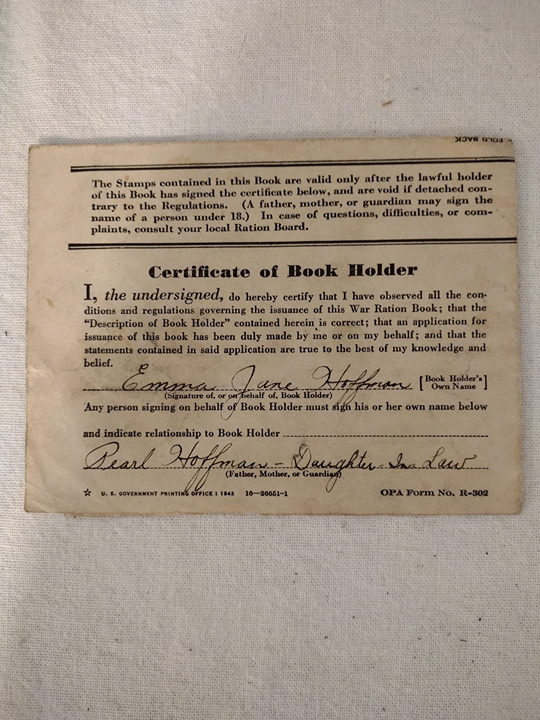 FOLD BACK
The Stamps contained in this Book are valid only after the lawful holder
of this Book has signed the certificate below, and are void if detached con-
trary to the Regulations. (A father, mother, or guardian may sign the
name of a person under 18.) In case of questions, difficulties, or com-
plaints, consult your local Ration Board.
Certificate of Book Holder
I, the undersigned, do hereby certify that I have observed all the con-
ditions and regulations governing the issuance of this War Ration Book; that the
“Description of Book Holder” contained herein is correct; that an application for
issuance of this book has been duly made by me or on my behalf; and that the
statements contained in said application are true to the best of my knowledge and
belief.
Emma Jane Hoffman [Book Holder's Own Name]
(Signature of, or on behalf of, Book Holder)
Any person signing on behalf of Book Holder must sign his or her own name below
and indicate relationship to Book Holder
Pearl Hoffman - Daughter-In-Law
(Father, Mother, or Guardian)
☆ U. S. GOVERNMENT PRINTING OFFICE : 1942 16—26651-1 OPA Form No. R-302